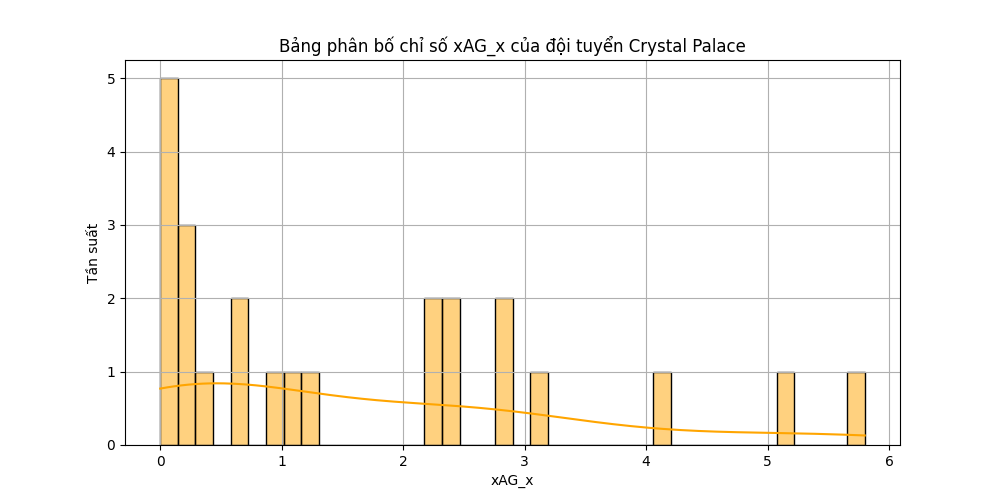 Bảng phân bố chỉ số xAG_x của đội tuyển Crystal Palace
5
4
3
2
1
0
Tần suất
0 1 2 3 4 5 6
xAG_x